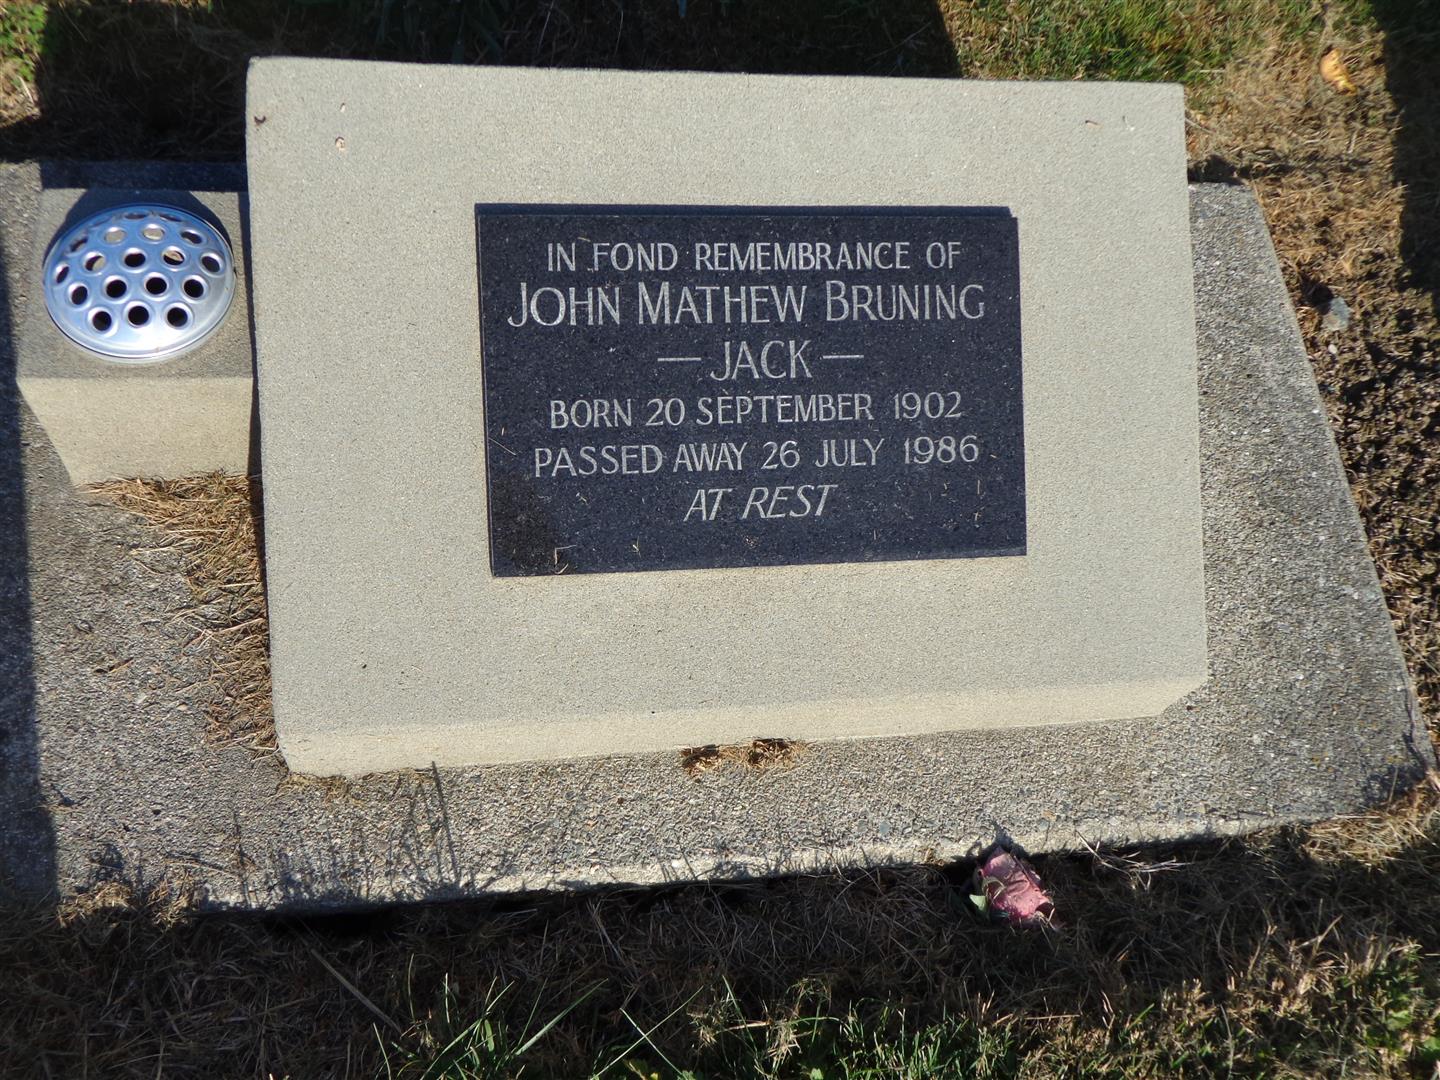 IN FOND REMEMBRANCE OF
JOHN MATHEW BRUNING
— JACK —
BORN 20 SEPTEMBER 1902
PASSED AWAY 26 JULY 1986
AT REST